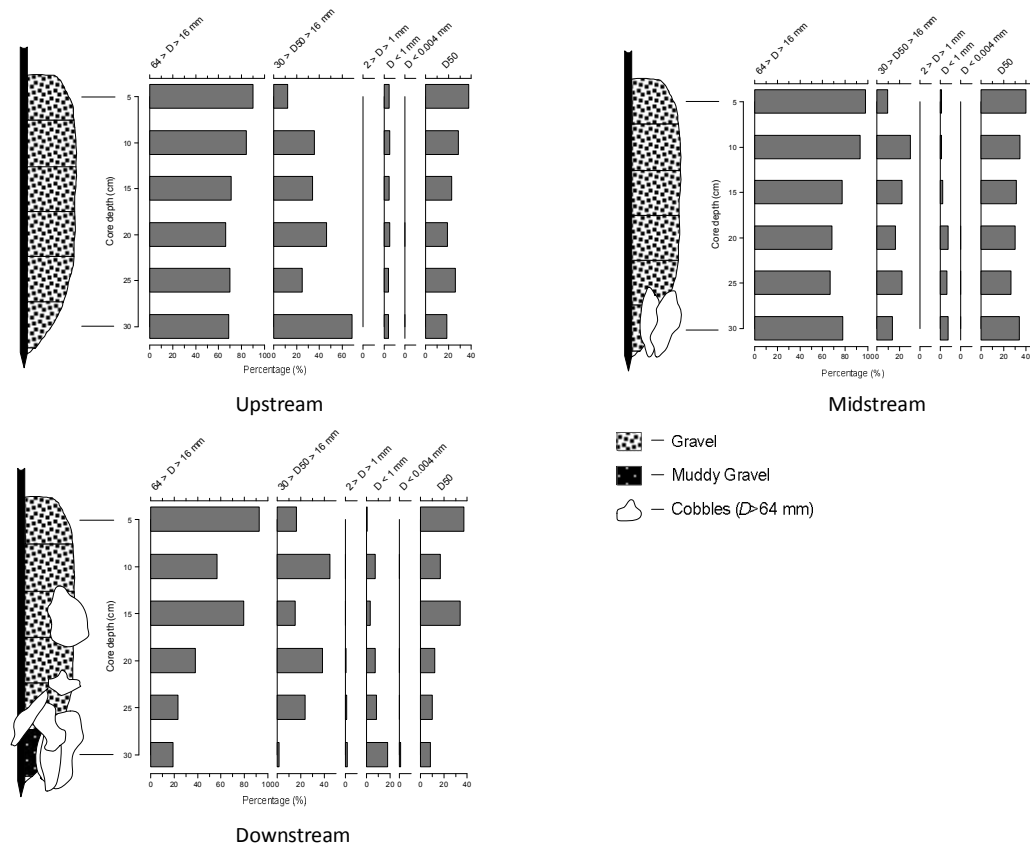 64 > D > 16 mm
30 > D50 > 16 mm
2 > D > 1 mm
D < 1 mm
D < 0.004 mm
D50
Core depth (cm)
5
10
15
20
25
30
0 20 40 60 80 100 0 20 40 60 0 0 0 0 20 40
Percentage (%)
Upstream
64 > D > 16 mm
30 > D50 > 16 mm
2 > D > 1 mm
D < 1 mm
D < 0.004 mm
D50
Core depth (cm)
5
10
15
20
25
30
0 20 40 60 80 100 0 20 0 0 0 0 20 40
Percentage (%)
Midstream
Gravel
Muddy Gravel
Cobbles (D>64 mm)
64 > D > 16 mm
30 > D50 > 16 mm
2 > D > 1 mm
D < 1 mm
D < 0.004 mm
D50
Core depth (cm)
5
10
15
20
25
30
0 20 40 60 80 100 0 20 40 0 0 20 0 0 20 40
Percentage (%)
Downstream